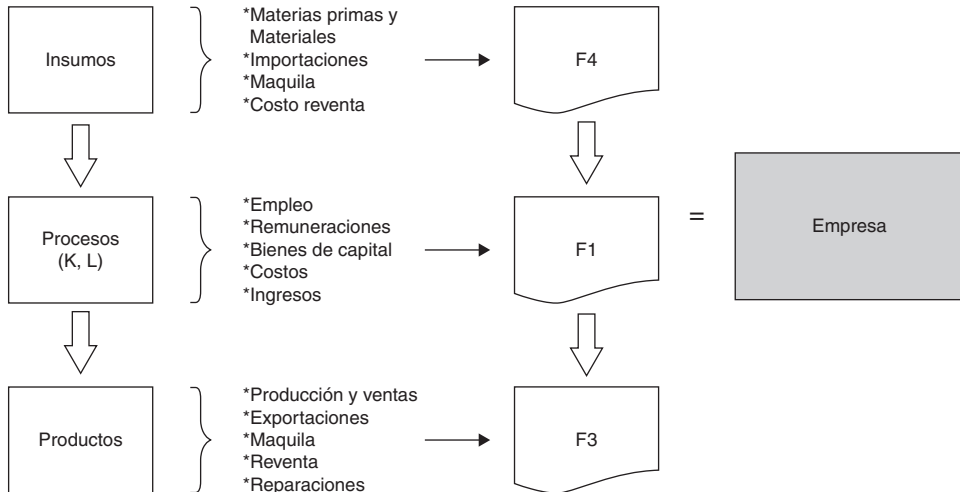 Insumos
*Materias primas y
Materiales
*Importaciones
*Maquila
*Costo reventa
F4
Procesos
(K, L)
*Empleo
*Remuneraciones
*Bienes de capital
*Costos
*Ingresos
F1
=
Empresa
Productos
*Producción y ventas
*Exportaciones
*Maquila
*Reventa
*Reparaciones
F3